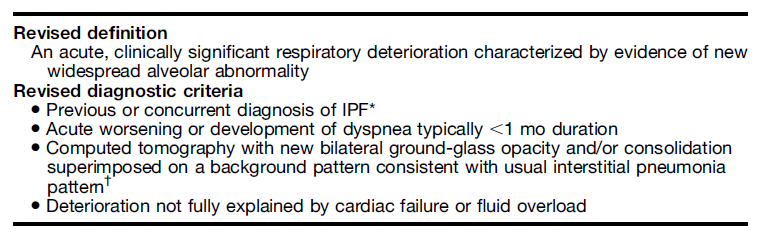 Revised definition
An acute, clinically significant respiratory deterioration characterized by evidence of new
widespread alveolar abnormality
Revised diagnostic criteria
● Previous or concurrent diagnosis of IPF*
● Acute worsening or development of dyspnea typically <1 mo duration
● Computed tomography with new bilateral ground-glass opacity and/or consolidation
superimposed on a background pattern consistent with usual interstitial pneumonia
pattern†
● Deterioration not fully explained by cardiac failure or fluid overload